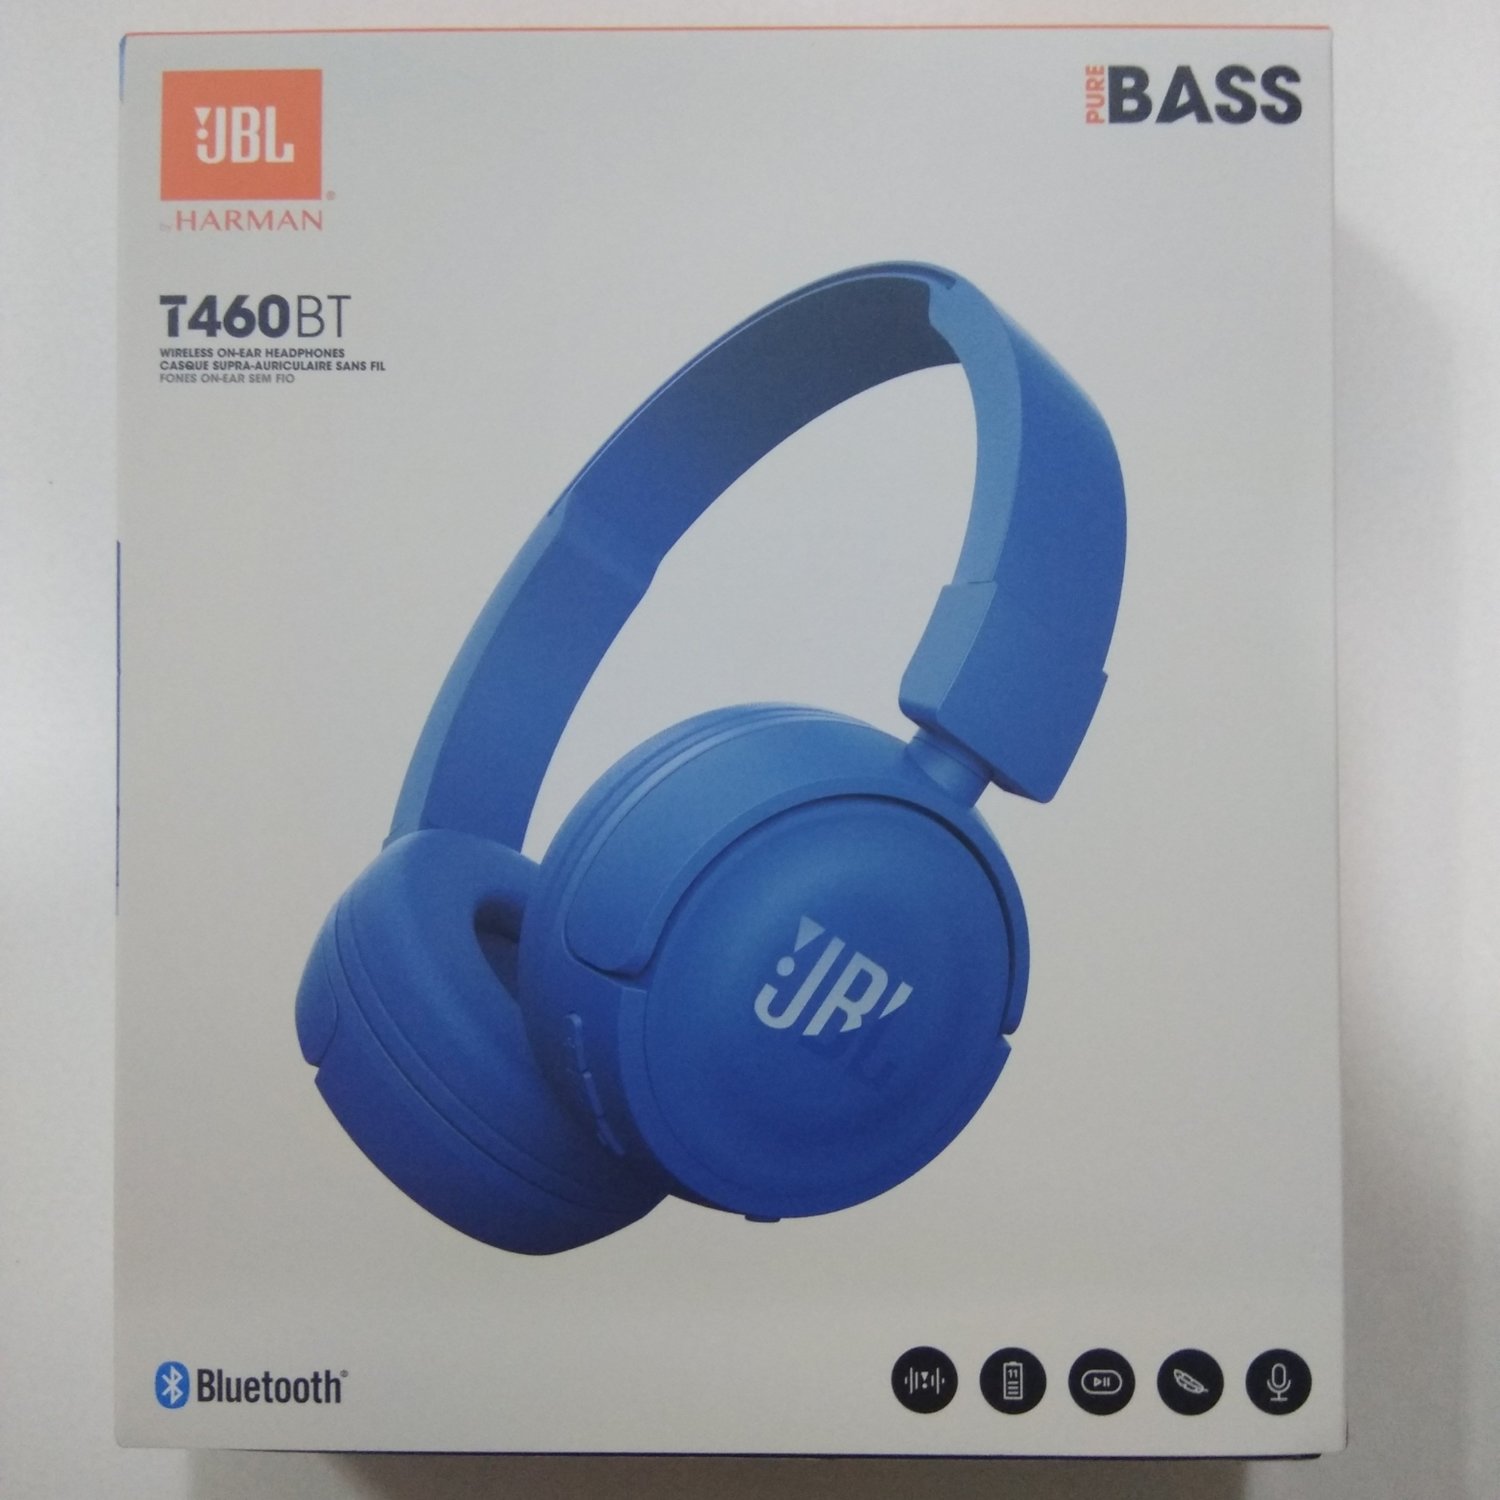 JBL
by HARMAN
PURE BASS
T460BT
WIRELESS ON-EAR HEADPHONES
CASQUE SUPRA-AURICULAIRE SANS FIL
FONES ON-EAR SEM FIO
JBL
Bluetooth®
11